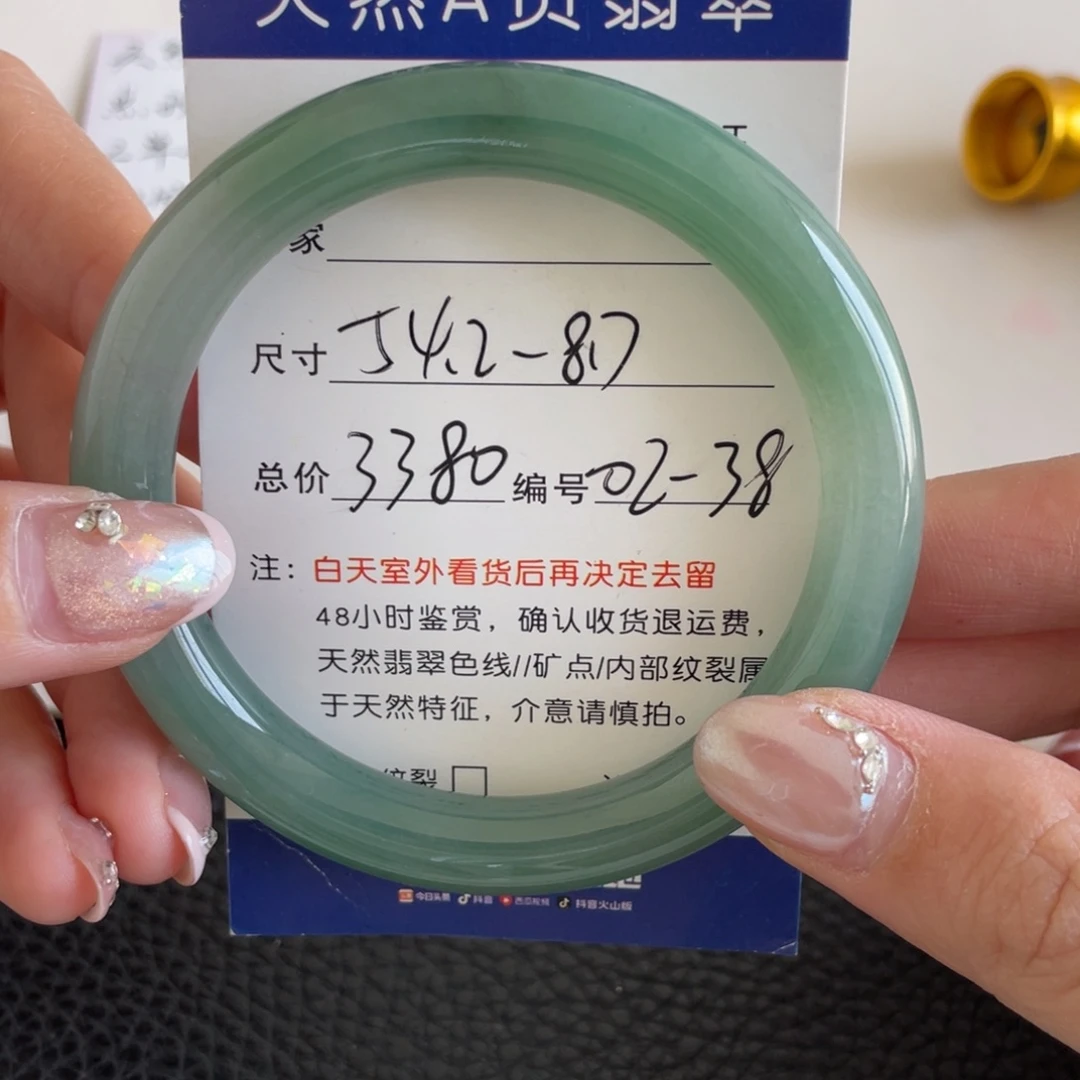 天然A货翡翠
家
尺寸 54.2-8.7
总价 3380 编号 02-38
注：白天室外看货后再决定去留
48小时鉴赏，确认收货退运费，
天然翡翠色线//矿点/内部纹裂属
于天然特征，介意请慎拍。
纹裂
今日头条 抖音 西瓜视频 抖音火山版